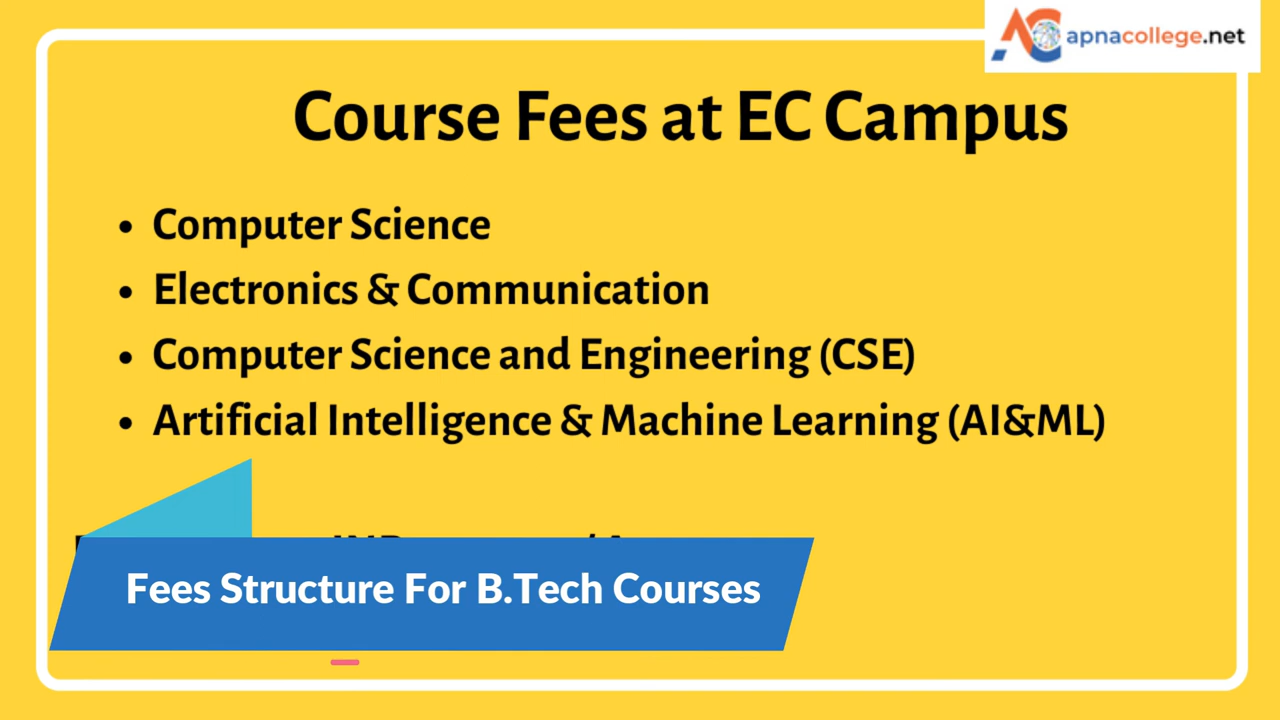 apnacollege.net
Course Fees at EC Campus
• Computer Science
• Electronics & Communication
• Computer Science and Engineering (CSE)
• Artificial Intelligence & Machine Learning (AI&ML)
Fees Structure For B.Tech Courses